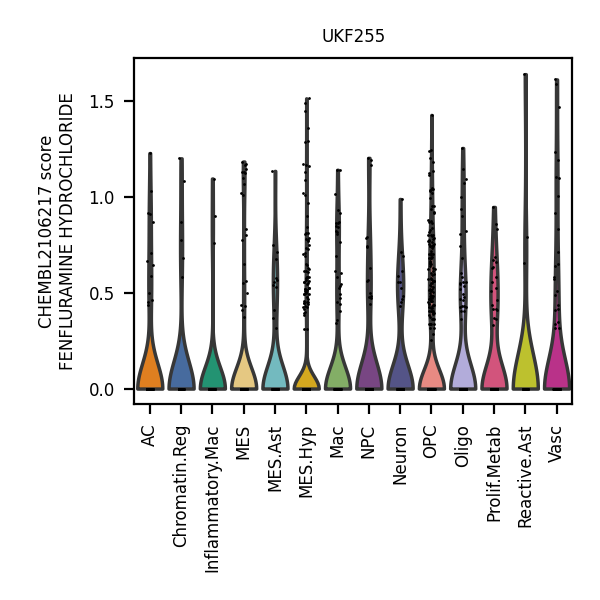 UKF255
CHEMBL2106217 score
FENFLURAMINE HYDROCHLORIDE
1.5
1.0
0.5
0.0
AC
Chromatin.Reg
Inflammatory.Mac
MES
MES.Ast
MES.Hyp
Mac
NPC
Neuron
OPC
Oligo
Prolif.Metab
Reactive.Ast
Vasc